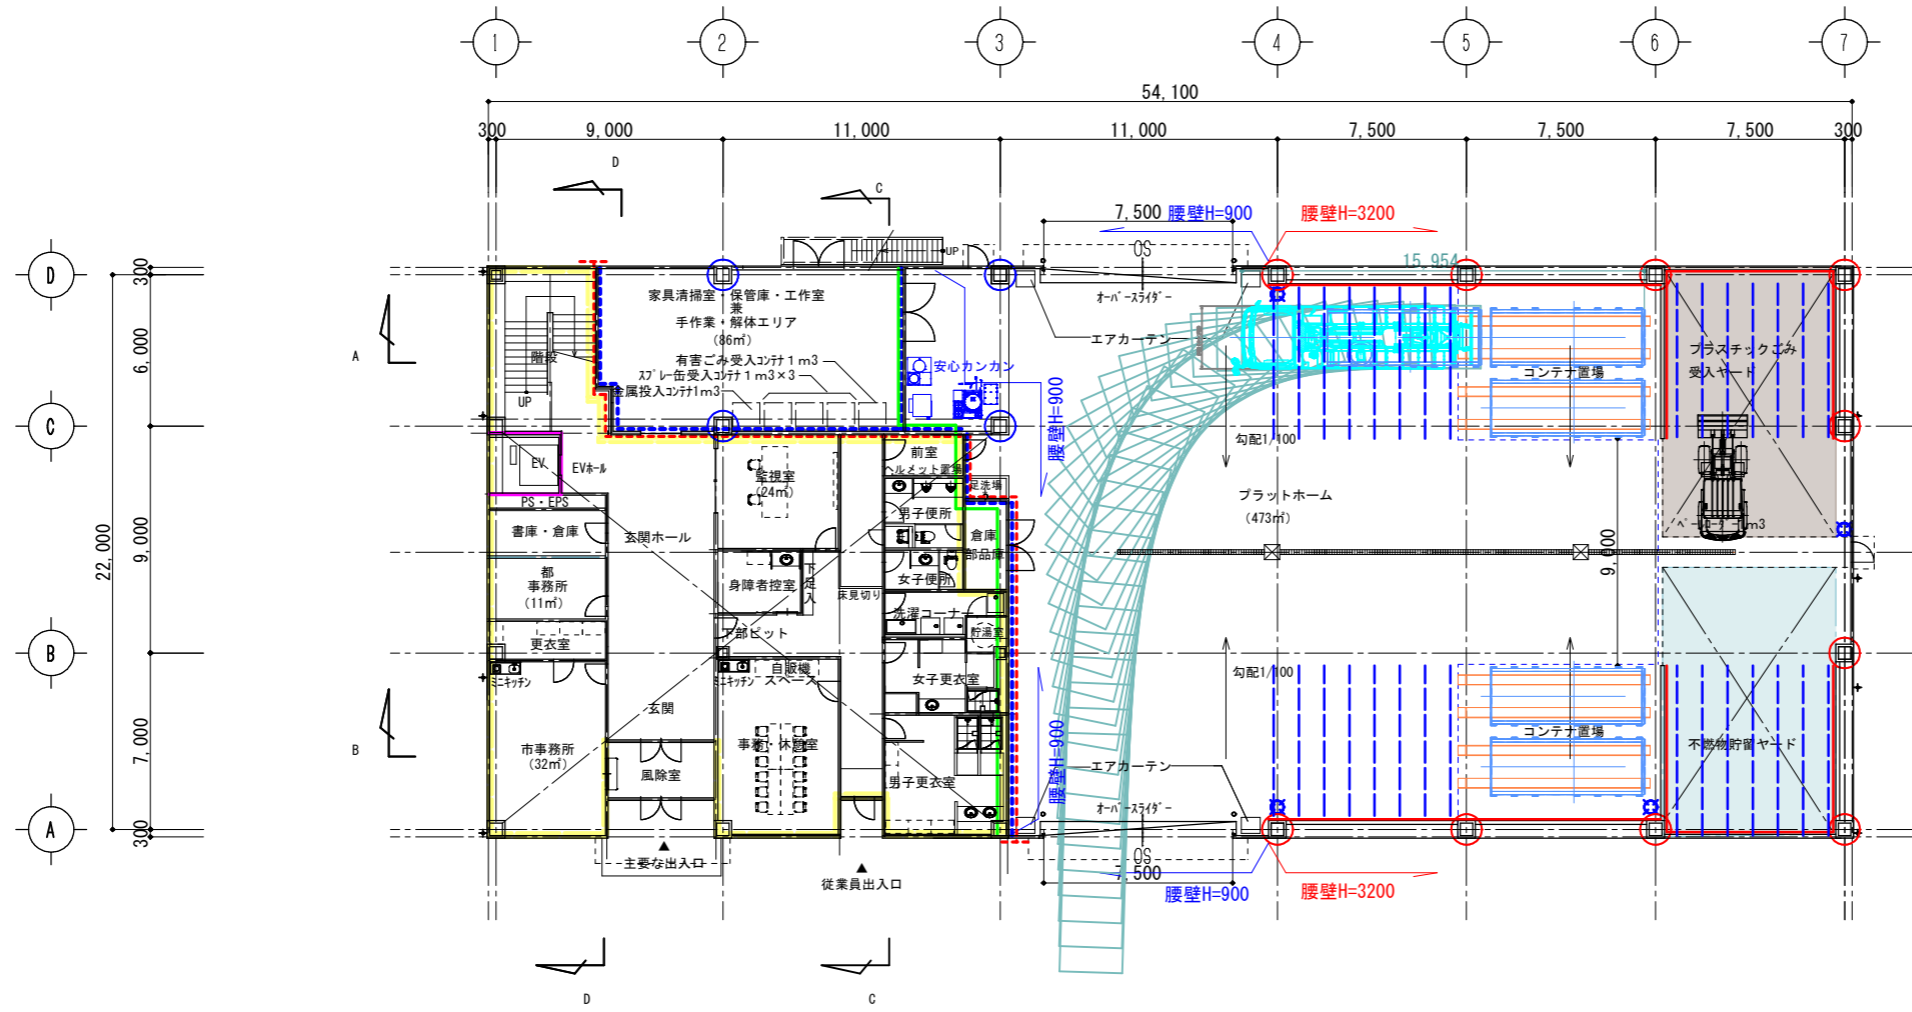 1 2 3 4 5 6 7
54,100
300 9,000 11,000 11,000 7,500 7,500 7,500 300
D
C
7,500 腰壁H=900 腰壁H=3200
UP
OS
15,954
D
300
オーバースライダー
家具清掃室・保管庫・工作室
兼
手作業・解体エリア
(86㎡)
エアカーテン
6,000
A
階段
有害ごみ受入コンテナ1m3
スプレー缶受入コンテナ1m3×3
金属投入コンテナ1m3
安心カンカン
プラスチックごみ
受入ヤード
コンテナ置場
UP
腰壁H=900
C
勾配1/100
EV
EVホール
PS・EPS
監視室
(24㎡)
前室
ヘルメット置場
足洗場
プラットホーム
(473㎡)
男子便所
書庫・倉庫
玄関ホール
倉庫
部品庫
22,000
9,000
9,000
都
事務所
(11㎡)
身障者控室
下足入
女子便所
床見切り
洗濯コーナー
下部ピット
貯湯室
更衣室
B
ミニキッチン
ミニキッチン
自販機
スペース
女子更衣室
勾配1/100
玄関
B
7,000
市事務所
(32㎡)
風除室
事務・休憩室
男子更衣室
腰壁H=900
エアカーテン
コンテナ置場
不燃物貯留ヤード
オーバースライダー
A
300
主要な出入口
従業員出入口
OS
7,500
腰壁H=900 腰壁H=3200
D
C